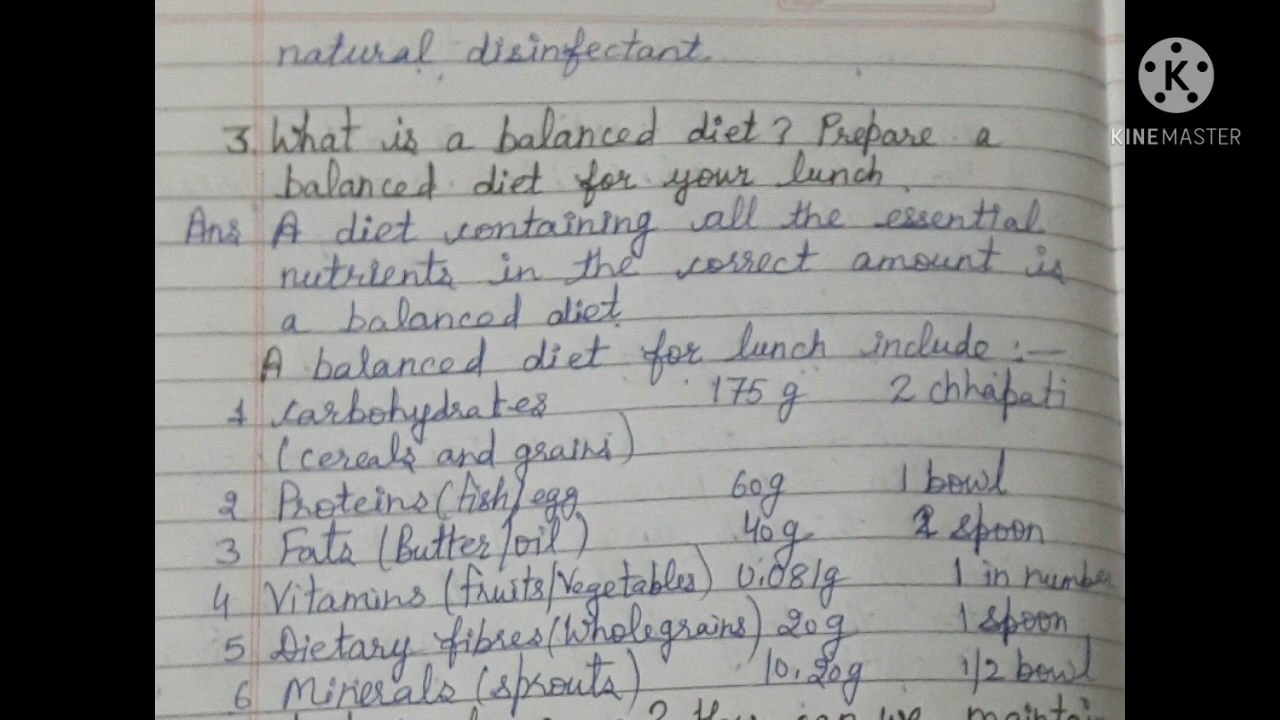 natural disinfectant.
3. What is a balanced diet? Prepare a
balanced diet for your lunch.
Ans A diet containing all the essential
nutrients in the correct amount is
a balanced diet.
A balanced diet for lunch include :—
1 carbohydrates 175 g 2 chhapati
(cereals and grains)
2 Proteins (fish/egg 60g 1 bowl
3 Fats (Butter/oil) 40g 2 spoon
4 Vitamins (fruits/Vegetables) 0.081g 1 in number
5 Dietary fibres (Wholegrains) 20g 1 spoon
6 Minerals (sprouts) 10.20g 1/2 bowl
? How can we maintain
K
KINEMASTER